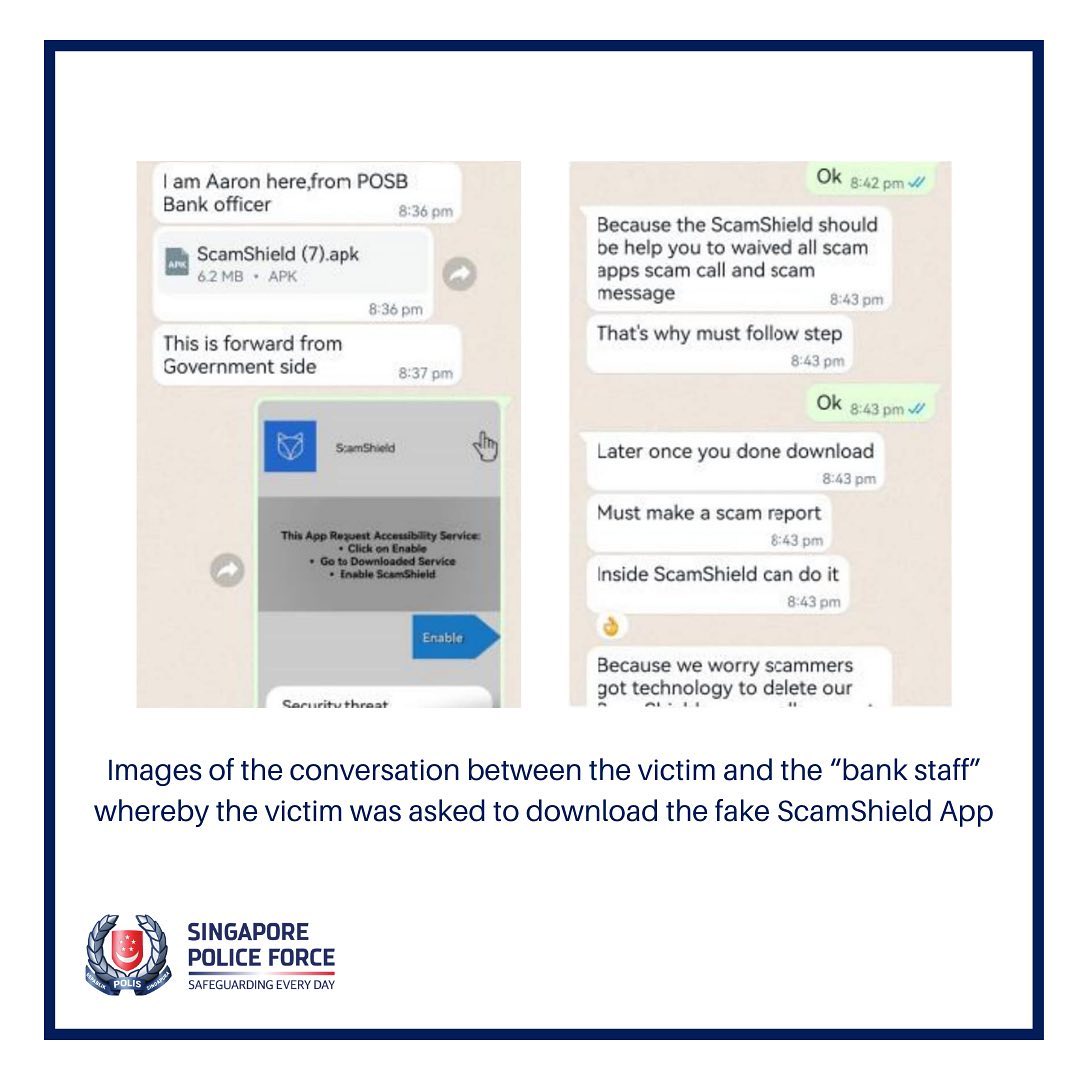 I am Aaron here,from POSB
Bank officer
8:36 pm
APK
ScamShield (7).apk
6.2 MB • APK
8:36 pm
This is forward from
Government side
8:37 pm
ScamShield
This App Request Accessibility Service:
• Click on Enable
• Go to Downloaded Service
• Enable ScamShield
Enable
Security threat
Ok 8:42 pm
Because the ScamShield should
be help you to waived all scam
apps scam call and scam
message
8:43 pm
That's why must follow step
8:43 pm
Ok 8:43 pm
Later once you done download
8:43 pm
Must make a scam report
8:43 pm
Inside ScamShield can do it
8:43 pm
Because we worry scammers
got technology to delete our
Images of the conversation between the victim and the “bank staff”
whereby the victim was asked to download the fake ScamShield App
SINGAPORE
POLICE FORCE
SAFEGUARDING EVERY DAY
REPUBLIK POLIS SINGAPURA